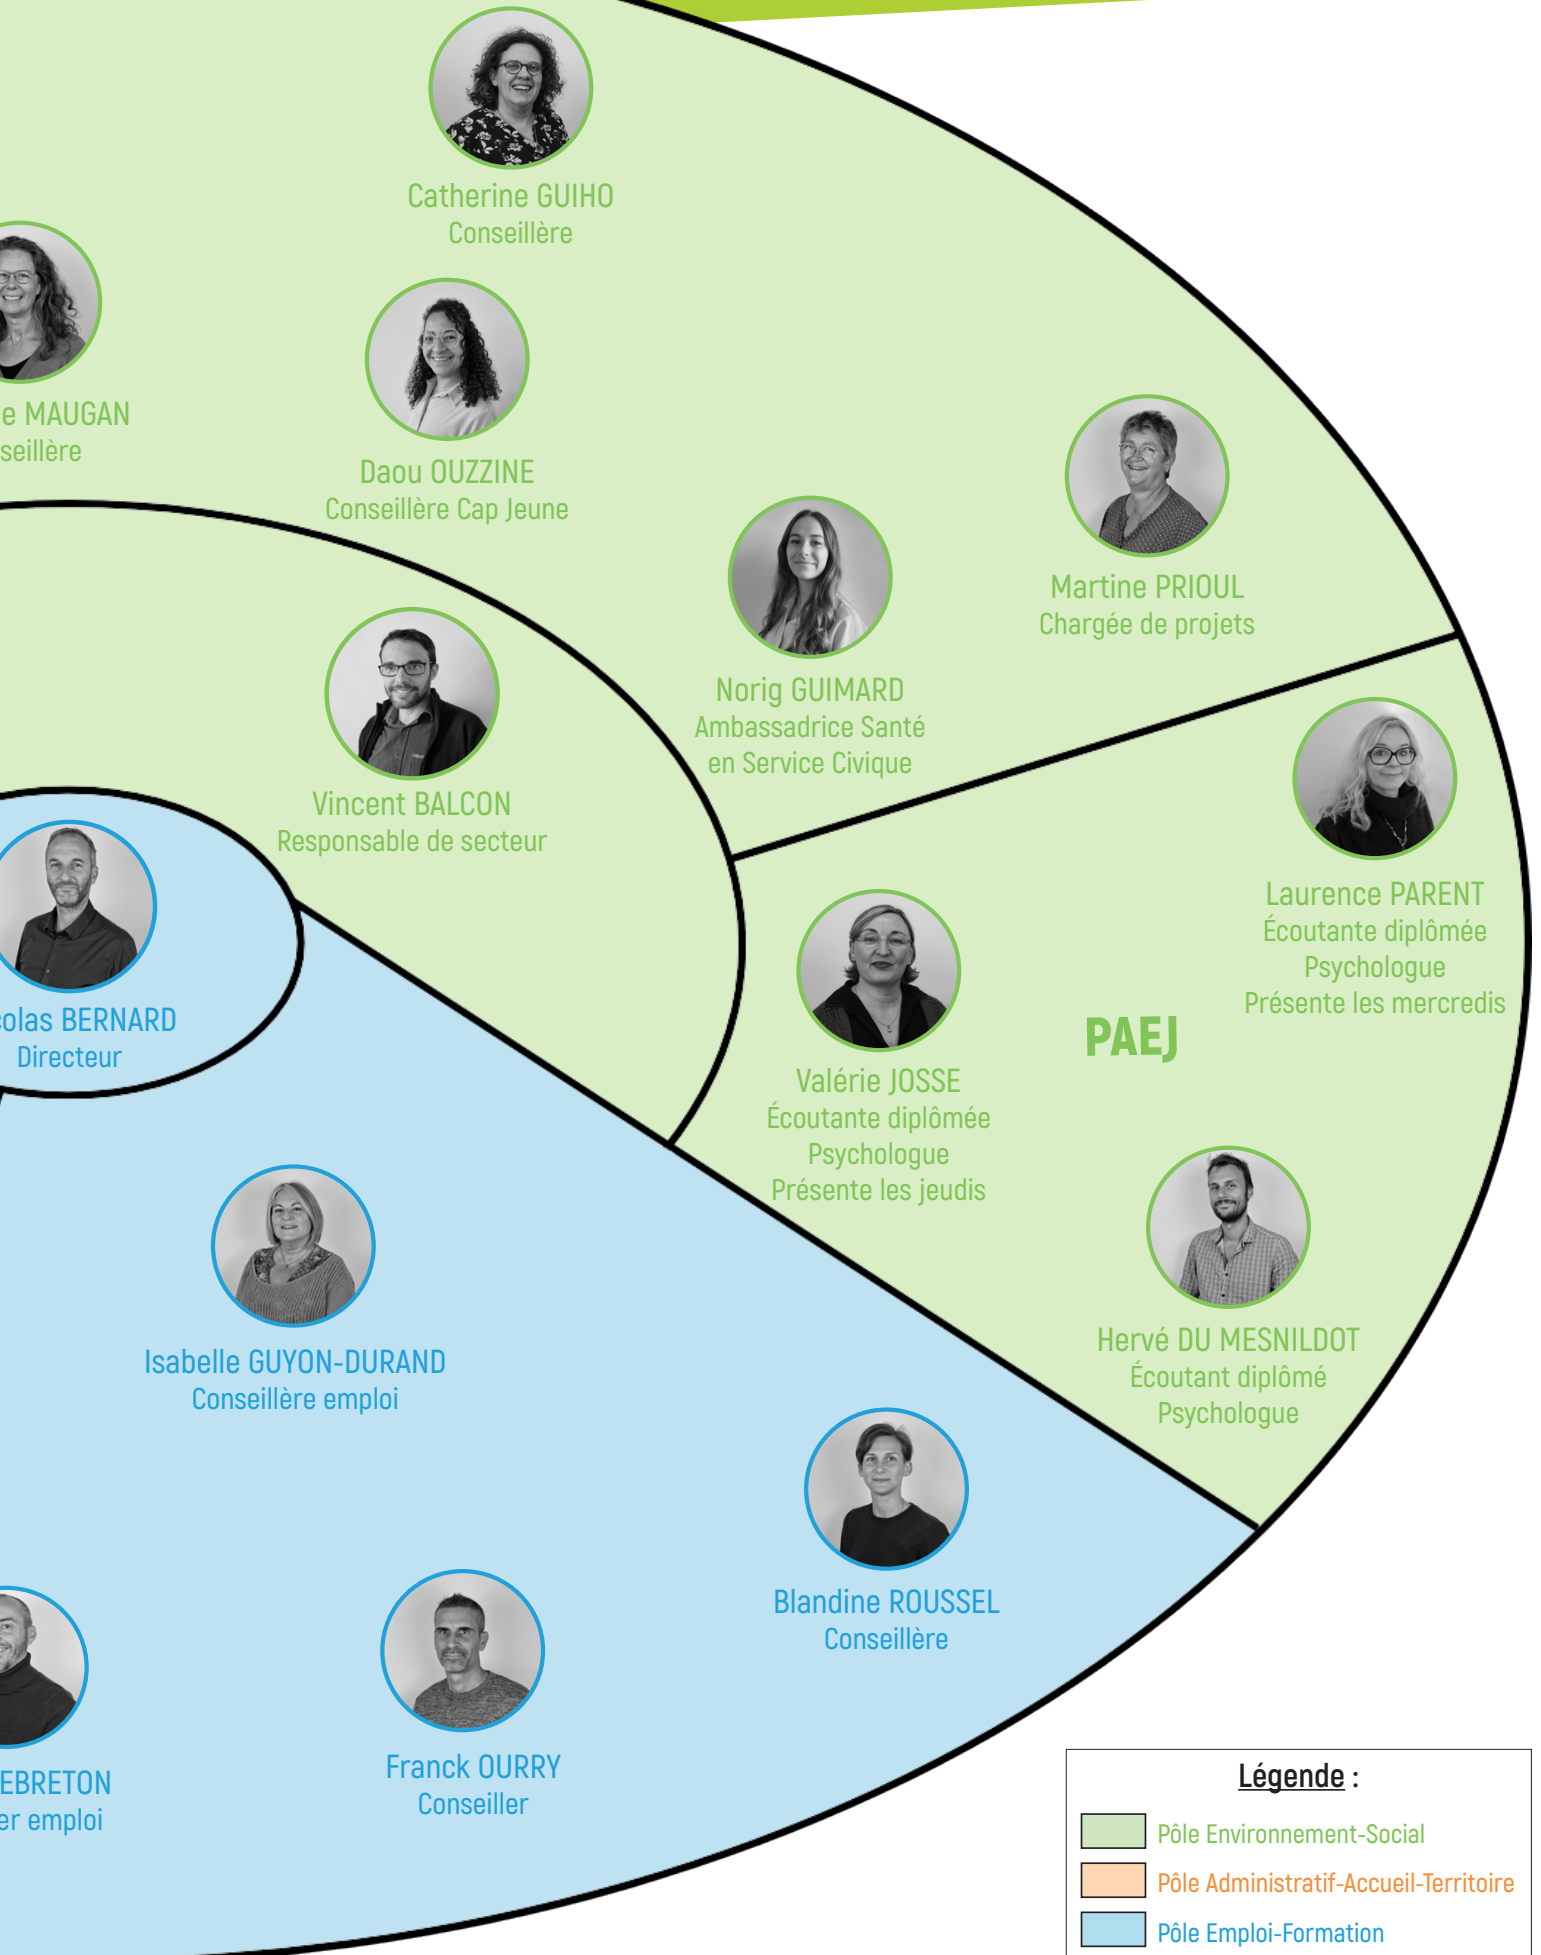 Catherine GUIHO
Conseillère
e MAUGAN
seillère
Daou OUZZINE
Conseillère Cap Jeune
Martine PRIOUL
Chargée de projets
Norig GUIMARD
Ambassadrice Santé
en Service Civique
Vincent BALCON
Responsable de secteur
Laurence PARENT
Écoutante diplômée
Psychologue
Présente les mercredis
colas BERNARD
Directeur
PAEJ
Valérie JOSSE
Écoutante diplômée
Psychologue
Présente les jeudis
Hervé DU MESNILDOT
Écoutant diplômé
Psychologue
Isabelle GUYON-DURAND
Conseillère emploi
Blandine ROUSSEL
Conseillère
EBRETON
er emploi
Franck OURRY
Conseiller
Légende :
Pôle Environnement-Social
Pôle Administratif-Accueil-Territoire
Pôle Emploi-Formation